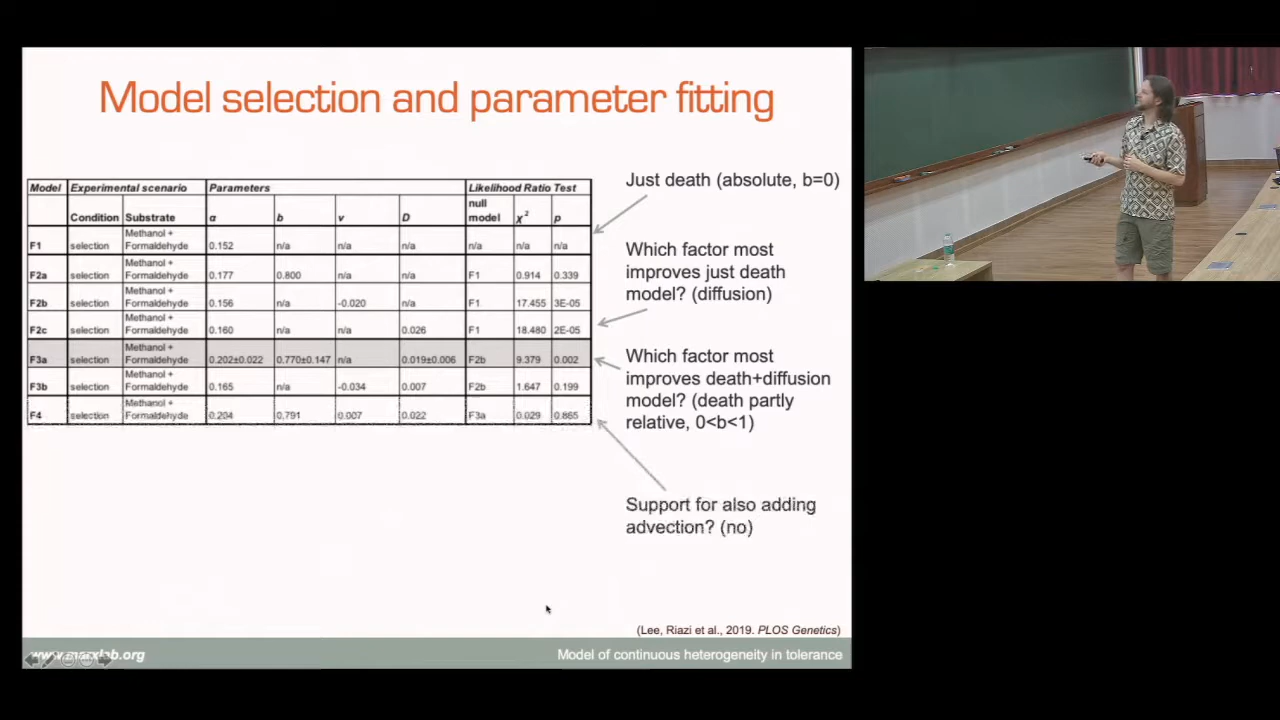 Model selection and parameter fitting
Model Experimental scenario Parameters Likelihood Ratio Test
Condition Substrate α b v D null model χ² p
F1 selection Methanol + Formaldehyde 0.152 n/a n/a n/a n/a n/a n/a
F2a selection Methanol + Formaldehyde 0.177 0.800 n/a n/a F1 0.914 0.339
F2b selection Methanol + Formaldehyde 0.156 n/a -0.020 n/a F1 17.455 3E-05
F2c selection Methanol + Formaldehyde 0.160 n/a n/a 0.026 F1 18.480 2E-05
F3a selection Methanol + Formaldehyde 0.202±0.022 0.770±0.147 n/a 0.019±0.006 F2b 9.379 0.002
F3b selection Methanol + Formaldehyde 0.165 n/a -0.034 0.007 F2b 1.647 0.199
F4 selection Methanol + Formaldehyde 0.204 0.791 0.007 0.022 F3a 0.029 0.865
Just death (absolute, b=0)
Which factor most
improves just death
model? (diffusion)
Which factor most
improves death+diffusion
model? (death partly
relative, 0<b<1)
Support for also adding
advection? (no)
(Lee, Riazi et al., 2019. PLOS Genetics)
www.marxlab.org
Model of continuous heterogeneity in tolerance